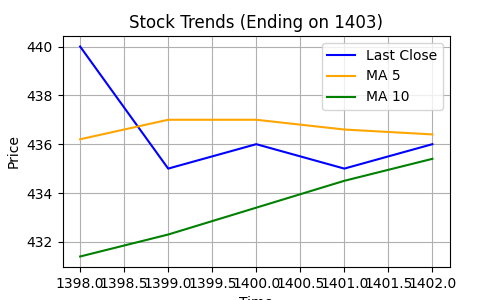 Stock Trends (Ending on 1403)
Last Close
MA 5
MA 10
Price
440
438
436
434
432
1398.0 1398.5 1399.0 1399.5 1400.0 1400.5 1401.0 1401.5 1402.0
Time